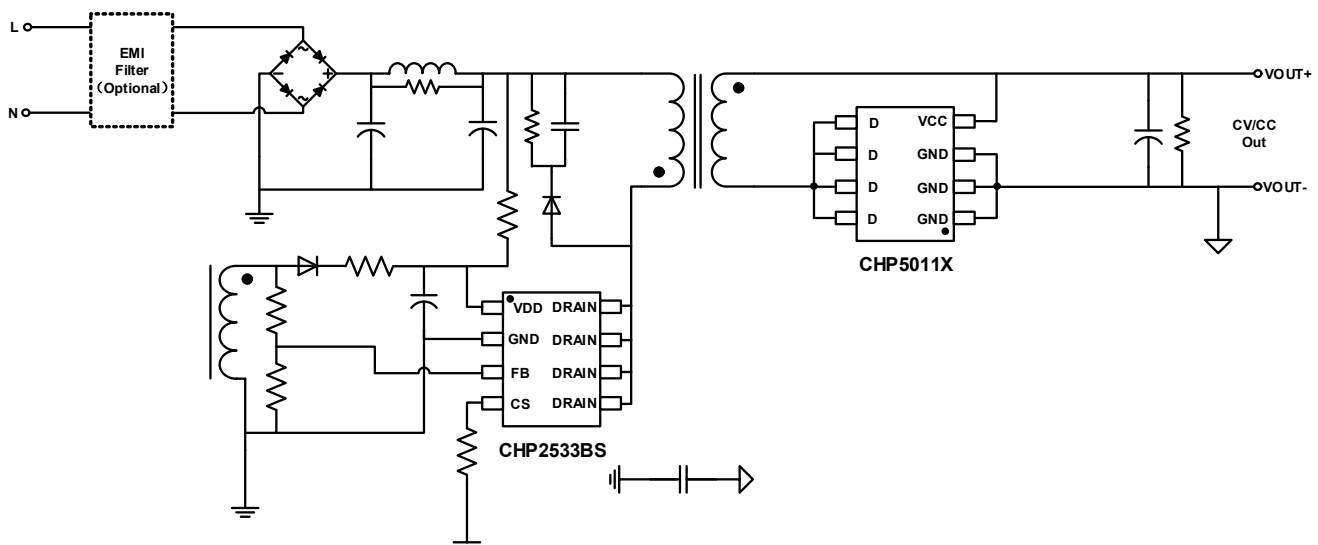 L
EMI
Filter
（Optional）
N
~
−
+
~
VOUT+
D
VCC
D
GND
D
GND
D
GND
CV/CC
Out
VOUT-
CHP5011X
VDD
DRAIN
GND
DRAIN
FB
DRAIN
CS
DRAIN
CHP2533BS